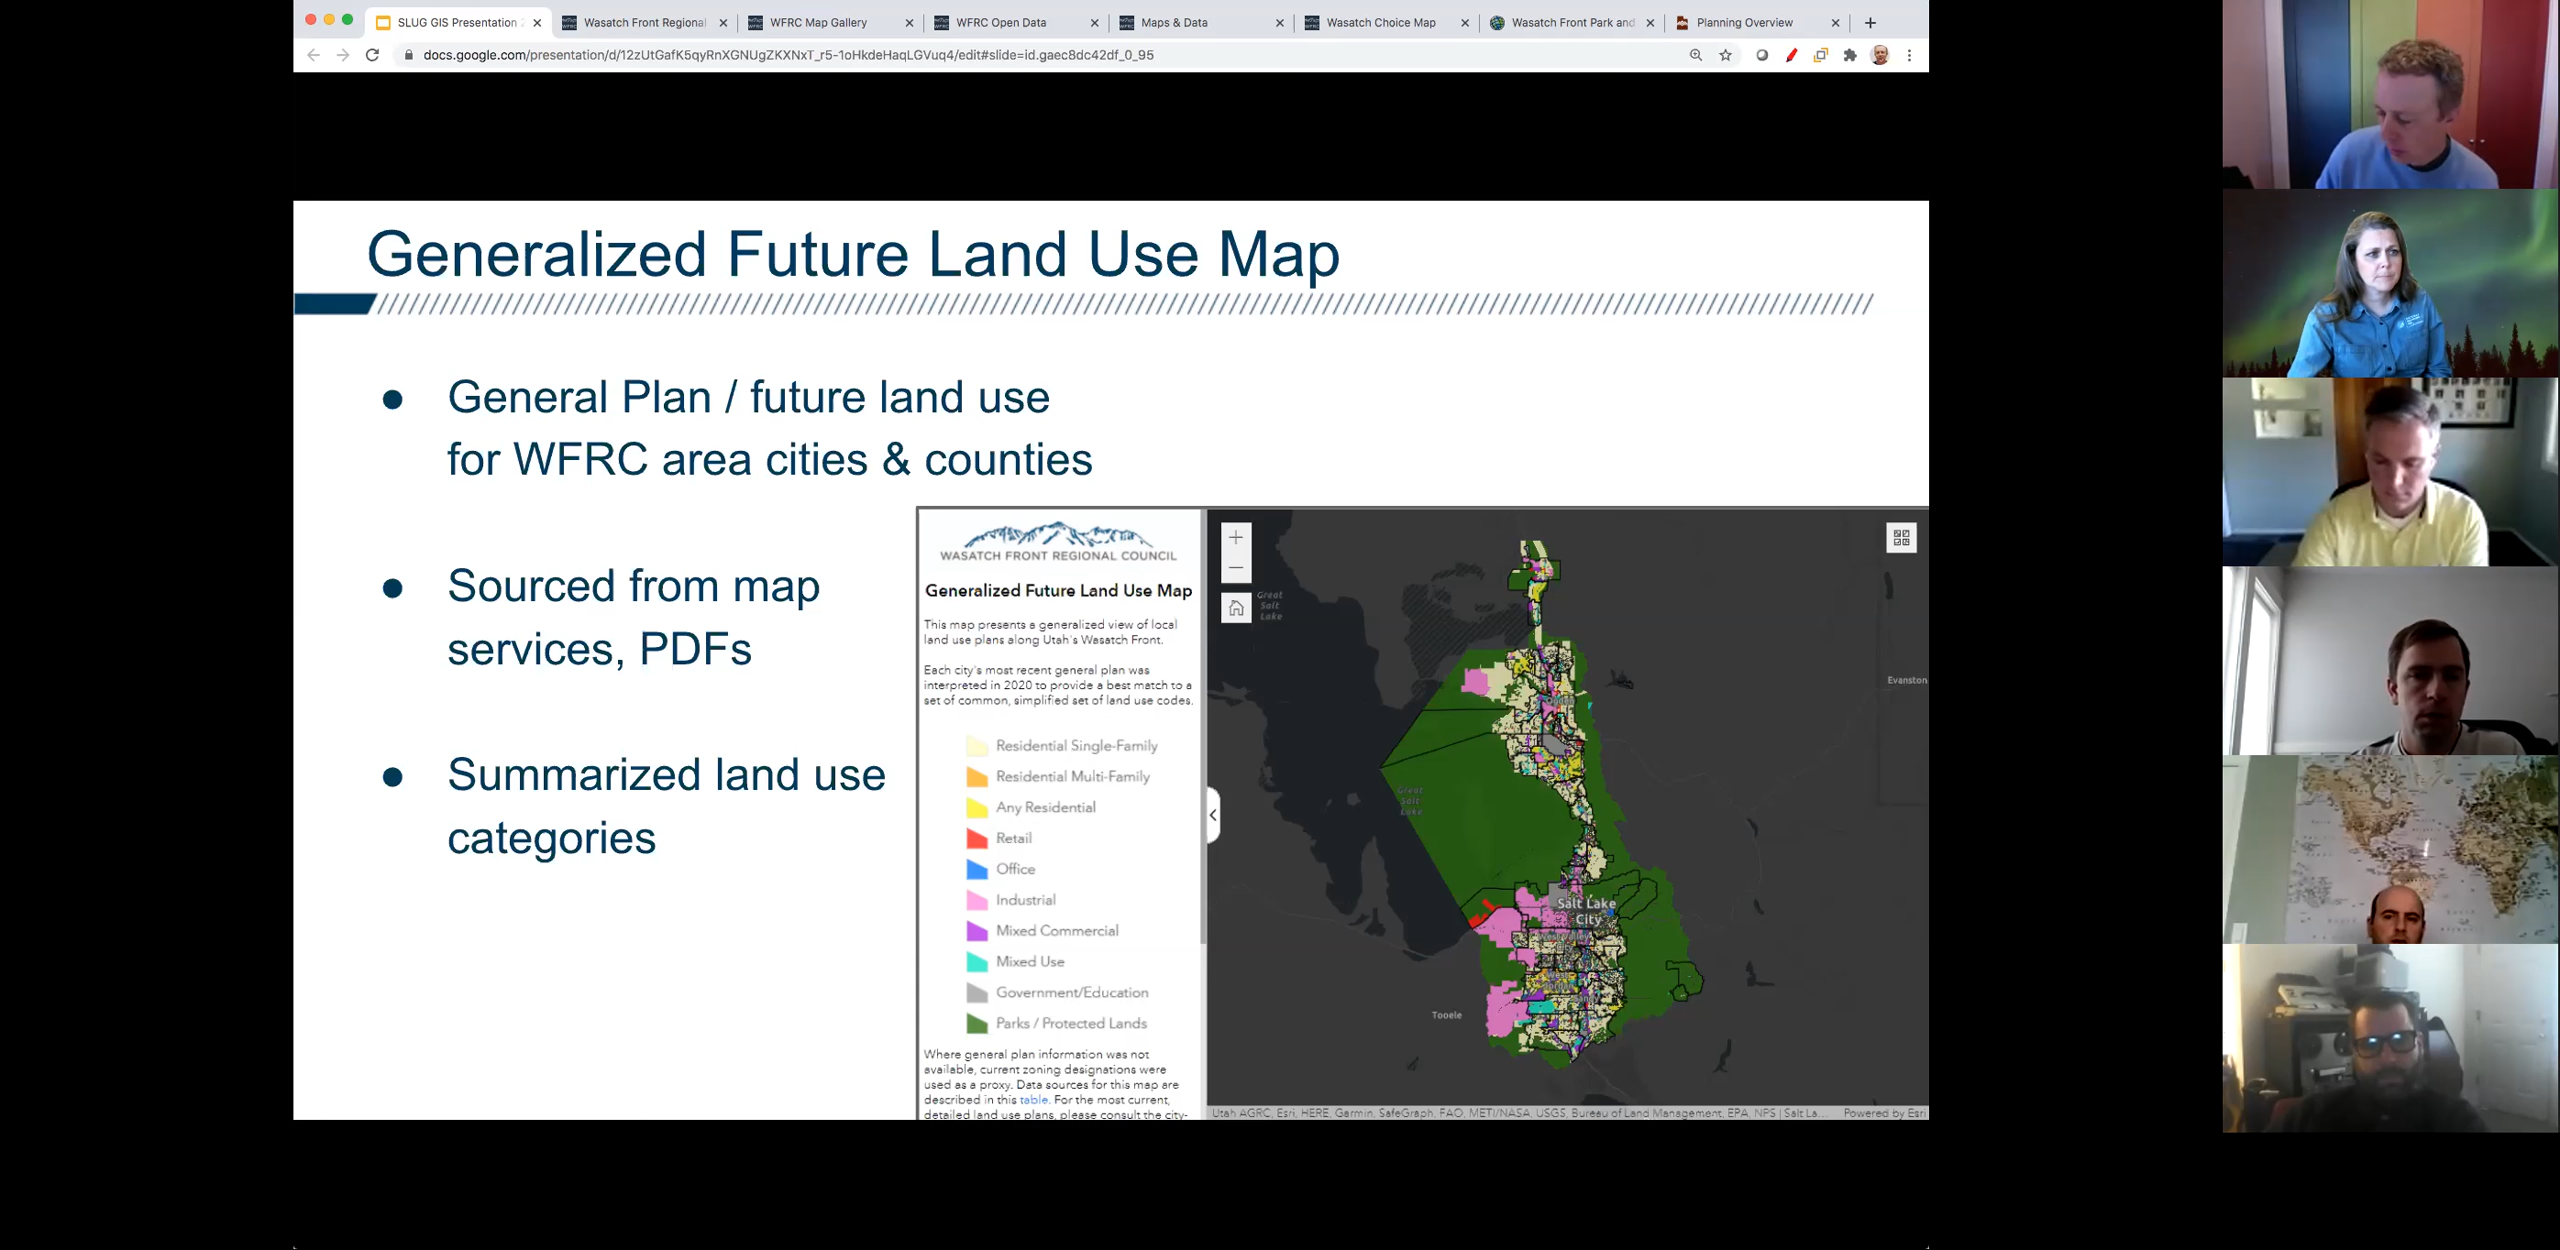 SLUG GIS Presentation 2
Wasatch Front Regional
WFRC Map Gallery
WFRC Open Data
Maps & Data
Wasatch Choice Map
Wasatch Front Park and
Planning Overview
docs.google.com/presentation/d/12zUtGafK5qyRnXGNUgZKXNxT_r5-1oHkdeHaqLGVuq4/edit#slide=id.gaec8dc42df_0_95
Generalized Future Land Use Map
● General Plan / future land use
for WFRC area cities & counties
● Sourced from map
services, PDFs
● Summarized land use
categories
WASATCH FRONT REGIONAL COUNCIL
Generalized Future Land Use Map
This map presents a generalized view of local
land use plans along Utah's Wasatch Front.
Each city's most recent general plan was
interpreted in 2020 to provide a best match to a
set of common, simplified set of land use codes.
Residential Single-Family
Residential Multi-Family
Any Residential
Retail
Office
Industrial
Mixed Commercial
Mixed Use
Government/Education
Parks / Protected Lands
Where general plan information was not
available, current zoning designations were
used as a proxy. Data sources for this map are
described in this table. For the most current,
detailed land use plans, please consult the city-
Great
Salt
Lake
Evanston
Ogden
Great
Salt
Lake
Salt Lake
City
West Valley
West
Jordan
Sandy
Tooele
Utah AGRC, Esri, HERE, Garmin, SafeGraph, FAO, METI/NASA, USGS, Bureau of Land Management, EPA, NPS | Salt La...
Powered by Esri